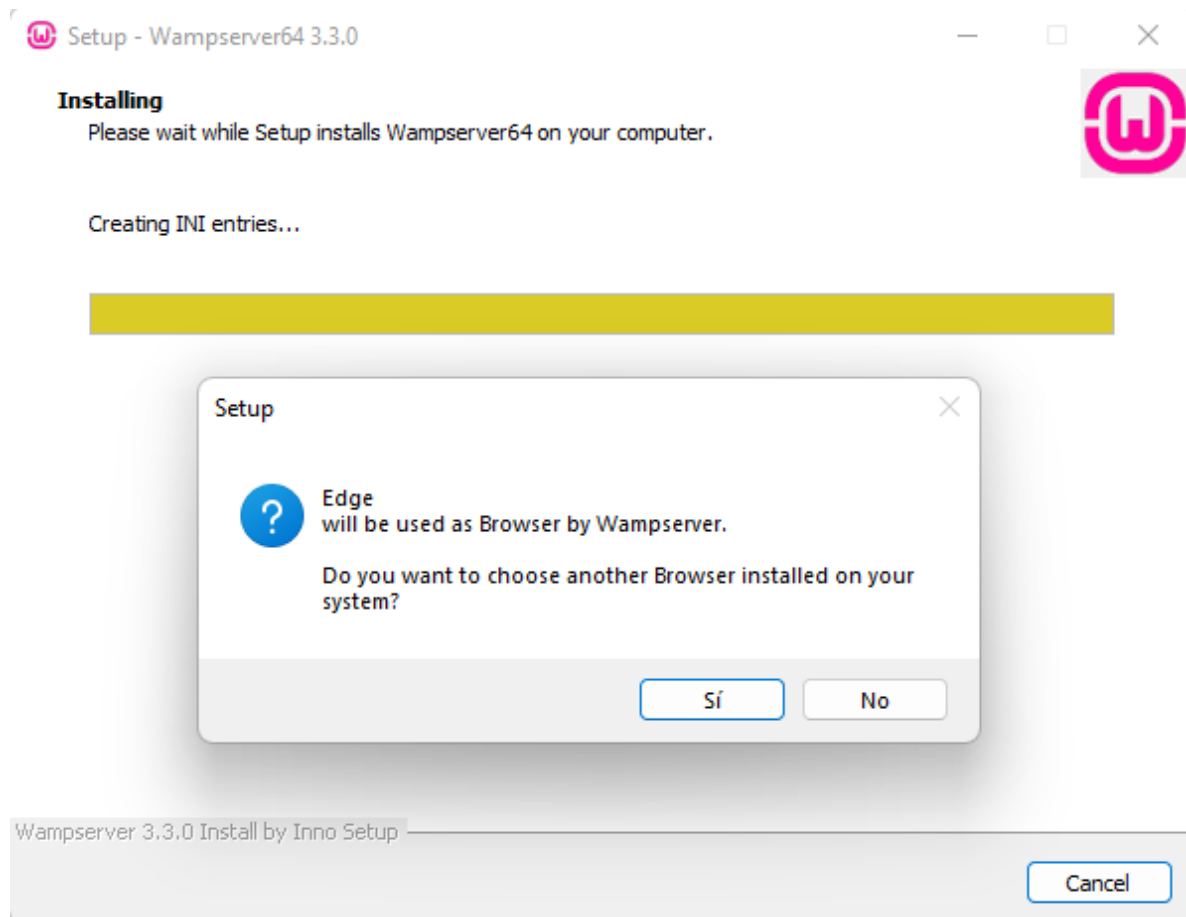 Setup - Wampserver64 3.3.0
Installing
Please wait while Setup installs Wampserver64 on your computer.
Creating INI entries...
Setup
Edge
will be used as Browser by Wampserver.
Do you want to choose another Browser installed on your
system?
Sí
No
Wampserver 3.3.0 Install by Inno Setup
Cancel